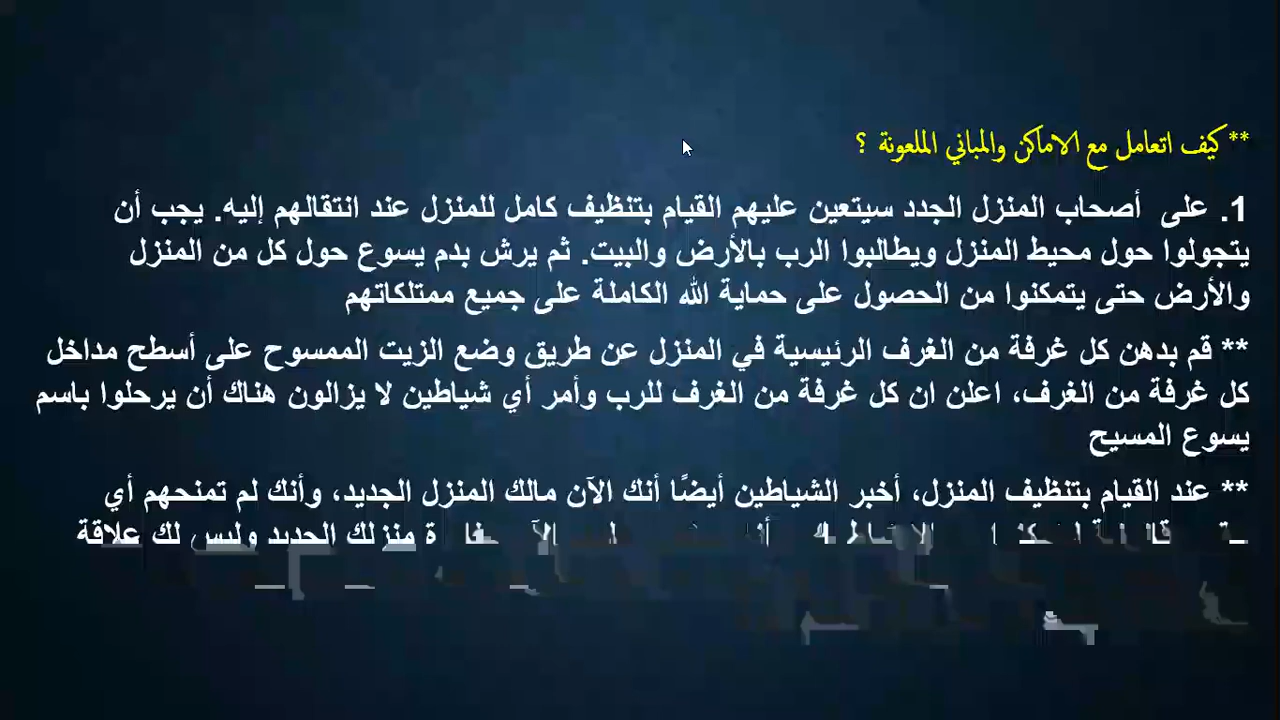 ** كيف اتعامل مع الاماكن والمباني الملعونة ؟
1. على أصحاب المنزل الجدد سيتعين عليهم القيام بتنظيف كامل للمنزل عند انتقالهم إليه. يجب أن
يتجولوا حول محيط المنزل ويطالبوا الرب بالأرض والبيت. ثم يرش بدم يسوع حول كل من المنزل
والأرض حتى يتمكنوا من الحصول على حماية الله الكاملة على جميع ممتلكاتهم
** قم بدهن كل غرفة من الغرف الرئيسية في المنزل عن طريق وضع الزيت الممسوح على أسطح مداخل
كل غرفة من الغرف، اعلن ان كل غرفة من الغرف للرب وأمر أي شياطين لا يزالون هناك أن يرحلوا باسم
يسوع المسيح
** عند القيام بتنظيف المنزل، أخبر الشياطين أيضًا أنك الآن مالك المنزل الجديد، وأنك لم تمنحهم أي
منزلك الجديد وليس لك علاقة